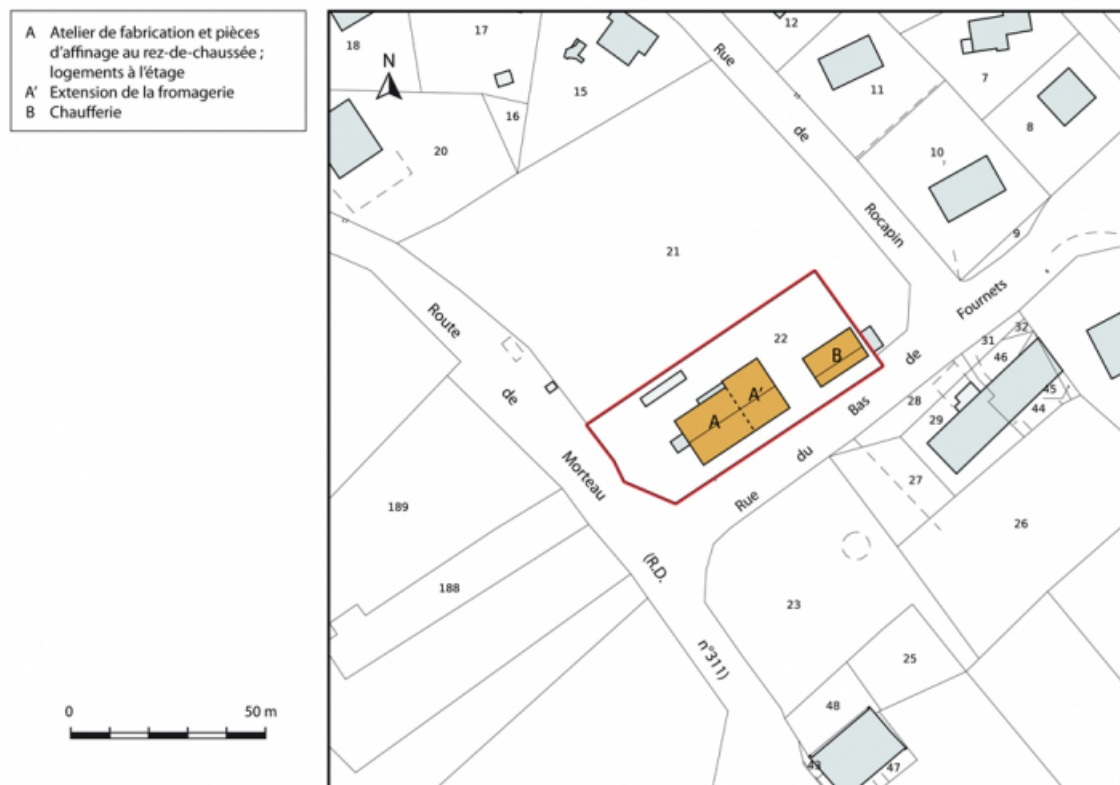 A Atelier de fabrication et pièces
d'affinage au rez-de-chaussée ;
logements à l'étage
A' Extension de la fromagerie
B Chaufferie
0 50 m
N
18
17
12
7
15
11
16
8
20
10
Rue de Rocapin
9
21
Fournets
22
32
31
46
Route
B
de
de
A'
45
A
Bas
28
44
29
du
Morteau
27
Rue
189
26
(R.D.
188
23
n°311)
25
48
43
47